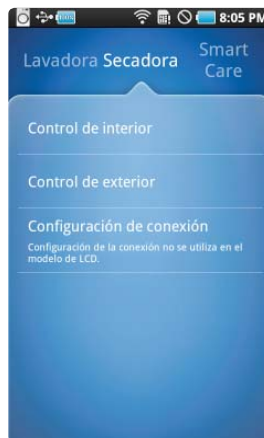 8:05 PM
Lavadora Secadora Smart Care
Control de interior
Control de exterior
Configuración de conexión
Configuración de la conexión no se utiliza en el
modelo de LCD.